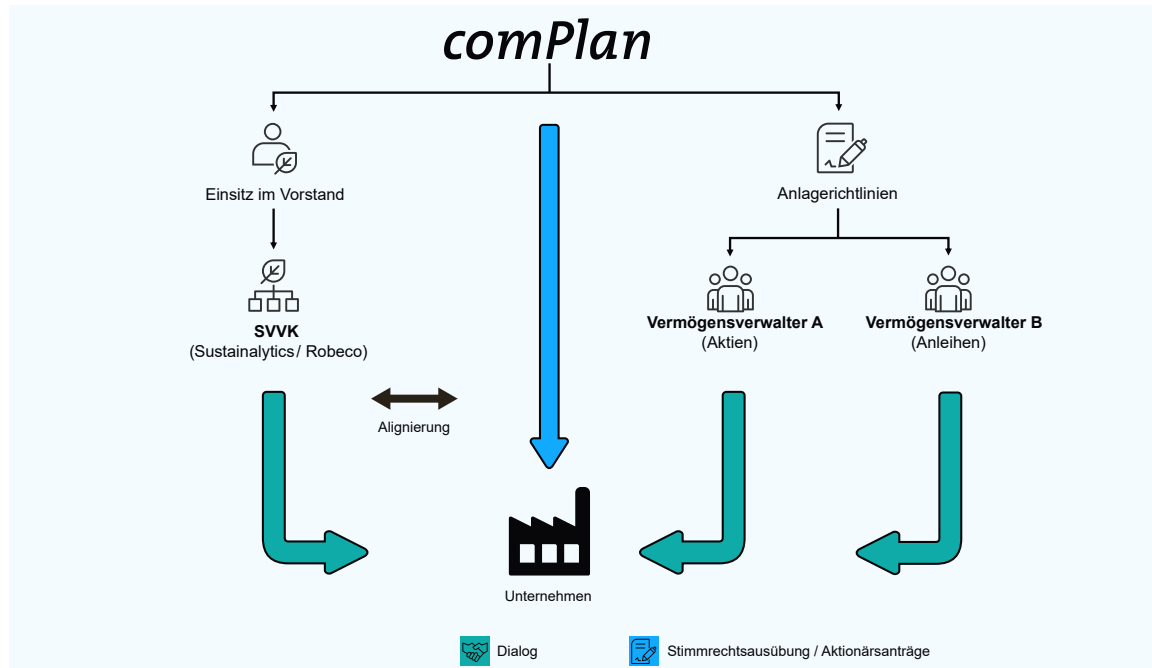 comPlan
Einsitz im Vorstand
Anlagerichtlinien
SVVK
(Sustainalytics / Robeco)
Vermögensverwalter A
(Aktien)
Vermögensverwalter B
(Anleihen)
Alignierung
Unternehmen
Dialog
Stimmrechtsausübung / Aktionärsanträge